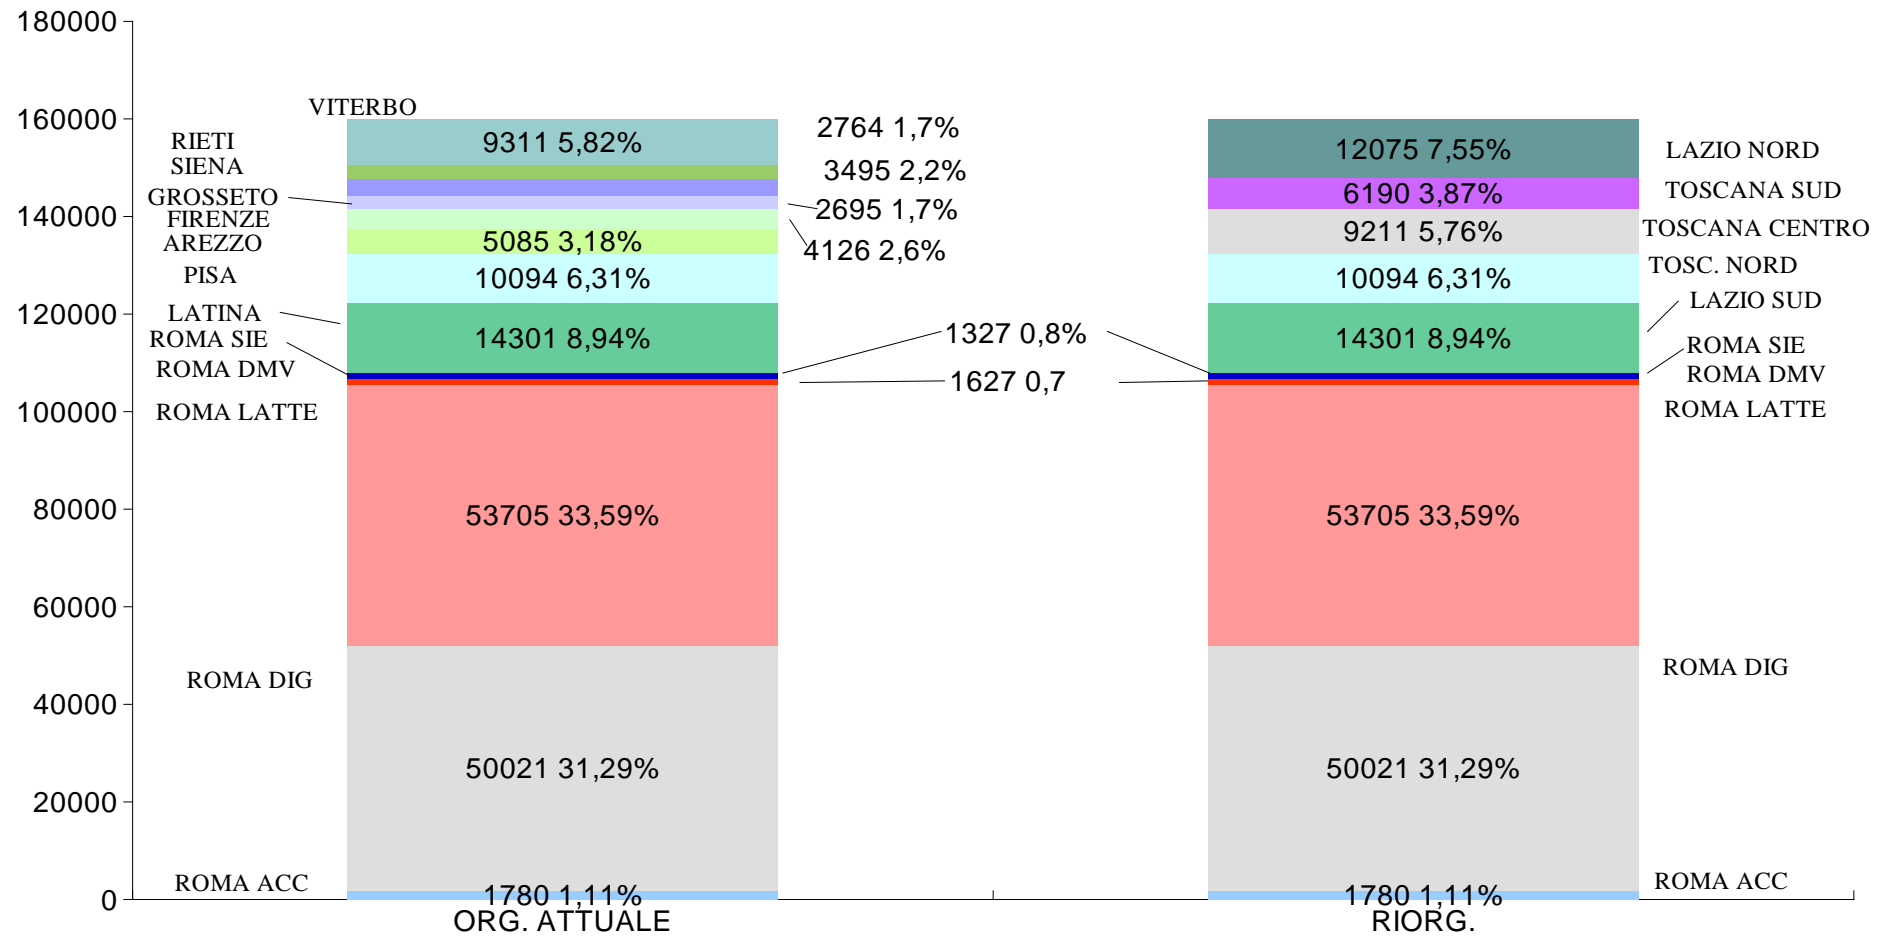 180000
160000
140000
120000
100000
80000
60000
40000
20000
0
VITERBO
RIETI
SIENA
GROSSETO
FIRENZE
AREZZO
PISA
LATINA
ROMA SIE
ROMA DMV
ROMA LATTE
ROMA DIG
ROMA ACC
9311 5,82%
5085 3,18%
10094 6,31%
14301 8,94%
53705 33,59%
50021 31,29%
1780 1,11%
ORG. ATTUALE
2764 1,7%
3495 2,2%
2695 1,7%
4126 2,6%
1327 0,8%
1627 0,7
12075 7,55%
6190 3,87%
9211 5,76%
10094 6,31%
14301 8,94%
53705 33,59%
50021 31,29%
1780 1,11%
RIORG.
LAZIO NORD
TOSCANA SUD
TOSCANA CENTRO
TOSC. NORD
LAZIO SUD
ROMA SIE
ROMA DMV
ROMA LATTE
ROMA DIG
ROMA ACC